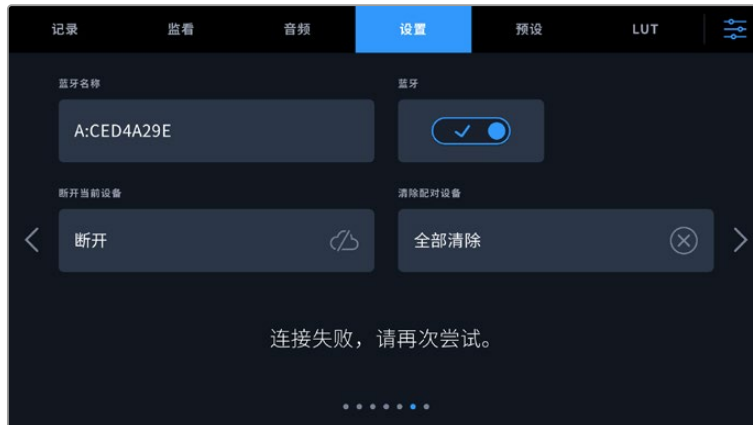 记录 监看 音频 设置 预设 LUT
蓝牙名称 蓝牙
A:CED4A29E
断开当前设备 清除配对设备
断开 全部清除
连接失败，请再次尝试。